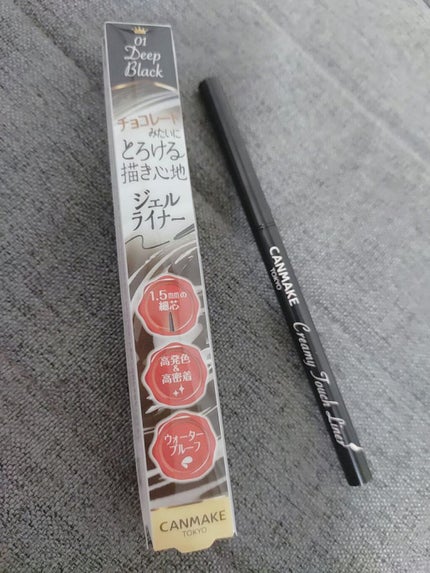 01
Deep
Black
チョコレート
みたいに
とろける
描き心地
ジェル
ライナー
1.5mmの
細芯
高発色
&
高密着
ウォーター
プルーフ
CANMAKE
TOKYO
CANMAKE
TOKYO
Creamy Touch Liner